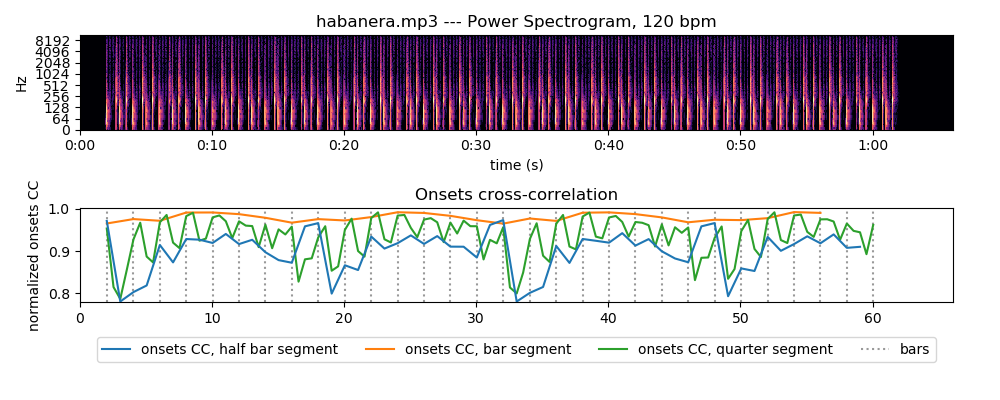 habanera.mp3 --- Power Spectrogram, 120 bpm
Hz
8192
4096
2048
1024
512
256
128
64
0
0:00 0:10 0:20 0:30 0:40 0:50 1:00
time (s)
Onsets cross-correlation
normalized onsets CC
1.0
0.9
0.8
0 10 20 30 40 50 60
onsets CC, half bar segment onsets CC, bar segment onsets CC, quarter segment bars